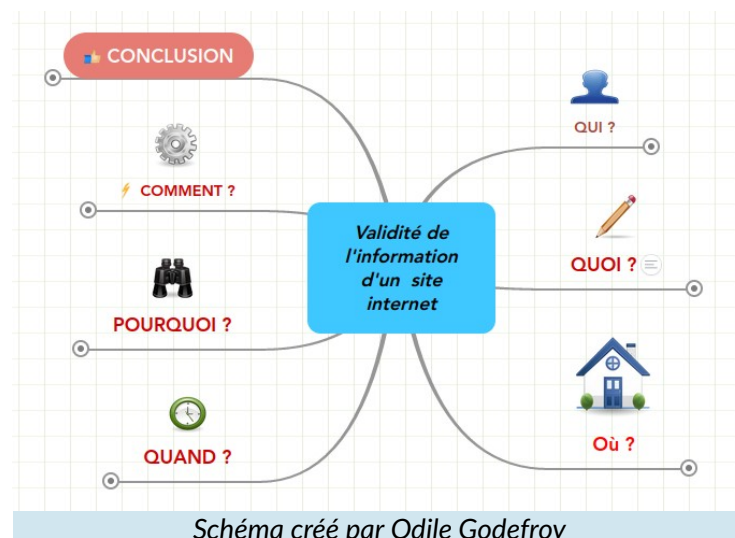 CONCLUSION
QUI ?
COMMENT ?
Validité de
l'information
d'un site
internet
QUOI ?
POURQUOI ?
Où ?
QUAND ?
Schéma créé par Odile Godefroy